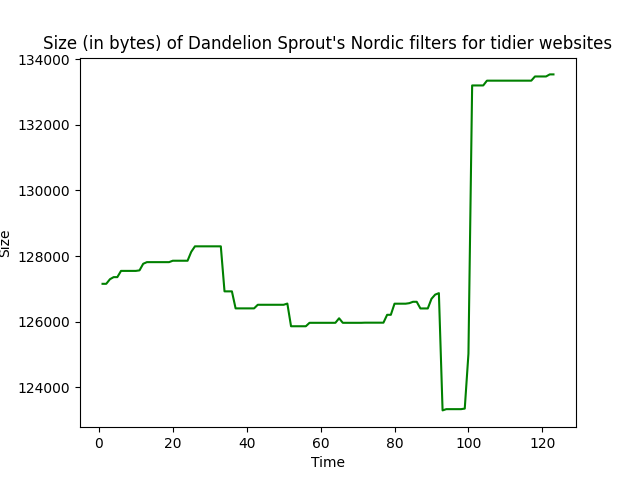 Size (in bytes) of Dandelion Sprout's Nordic filters for tidier websites
134000
132000
130000
128000
126000
124000
Size
0 20 40 60 80 100 120
Time